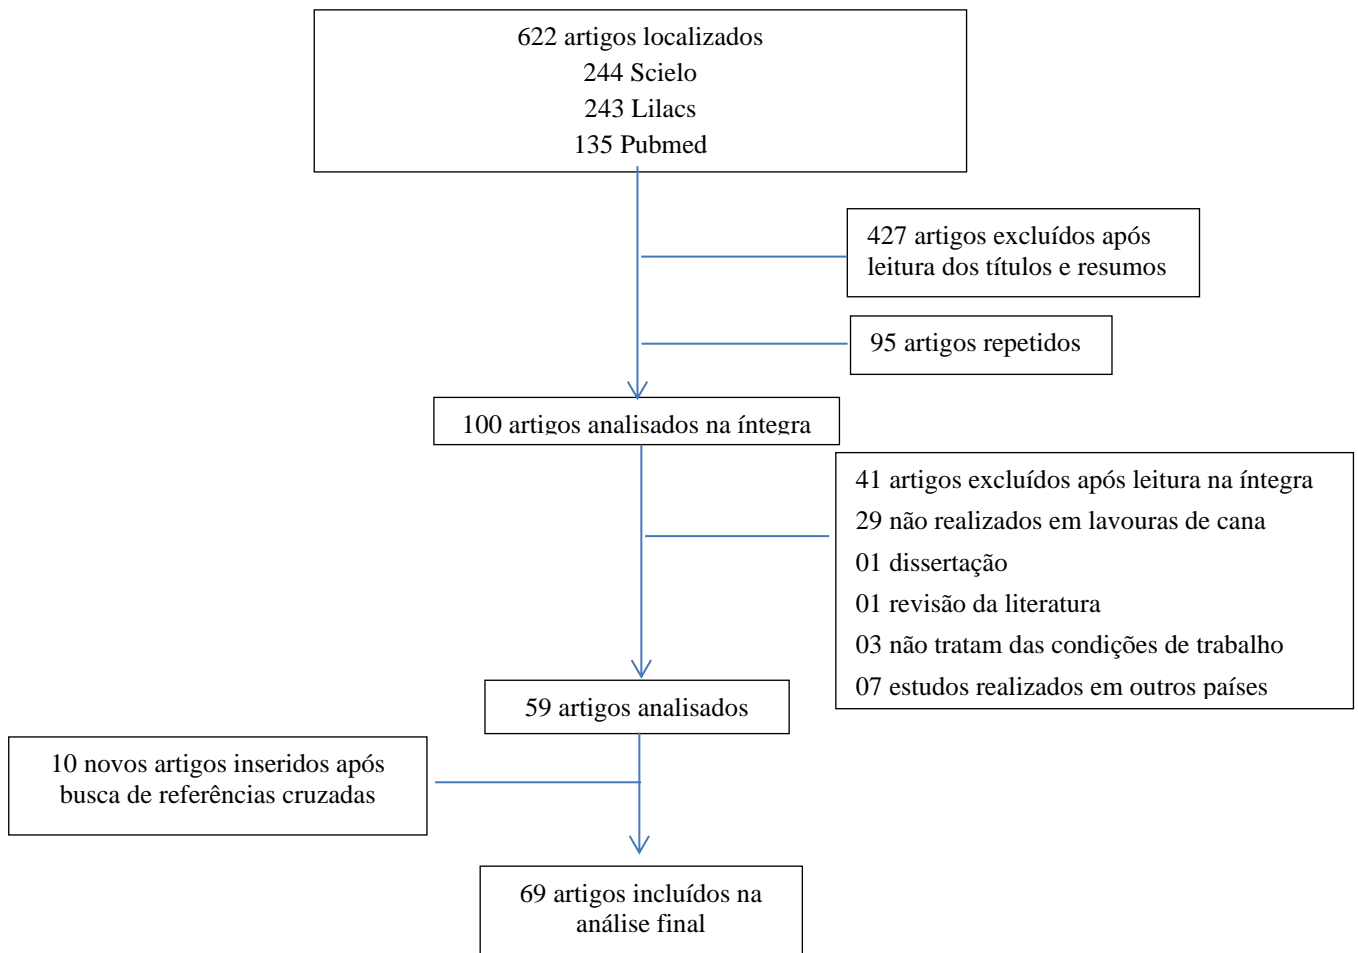 622 artigos localizados
244 Scielo
243 Lilacs
135 Pubmed
427 artigos excluídos após
leitura dos títulos e resumos
95 artigos repetidos
100 artigos analisados na íntegra
41 artigos excluídos após leitura na íntegra
29 não realizados em lavouras de cana
01 dissertação
01 revisão da literatura
03 não tratam das condições de trabalho
07 estudos realizados em outros países
59 artigos analisados
10 novos artigos inseridos após
busca de referências cruzadas
69 artigos incluídos na
análise final